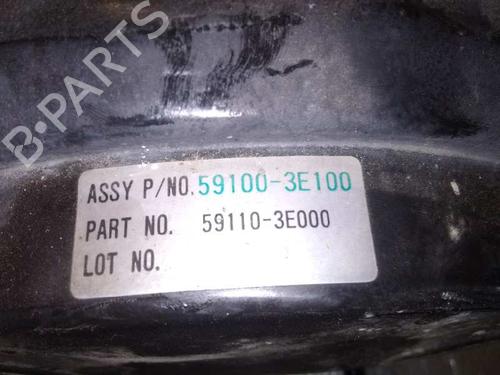 B-PARTS
ASSY P/NO. 59100-3E100
PART NO. 59110-3E000
LOT NO.